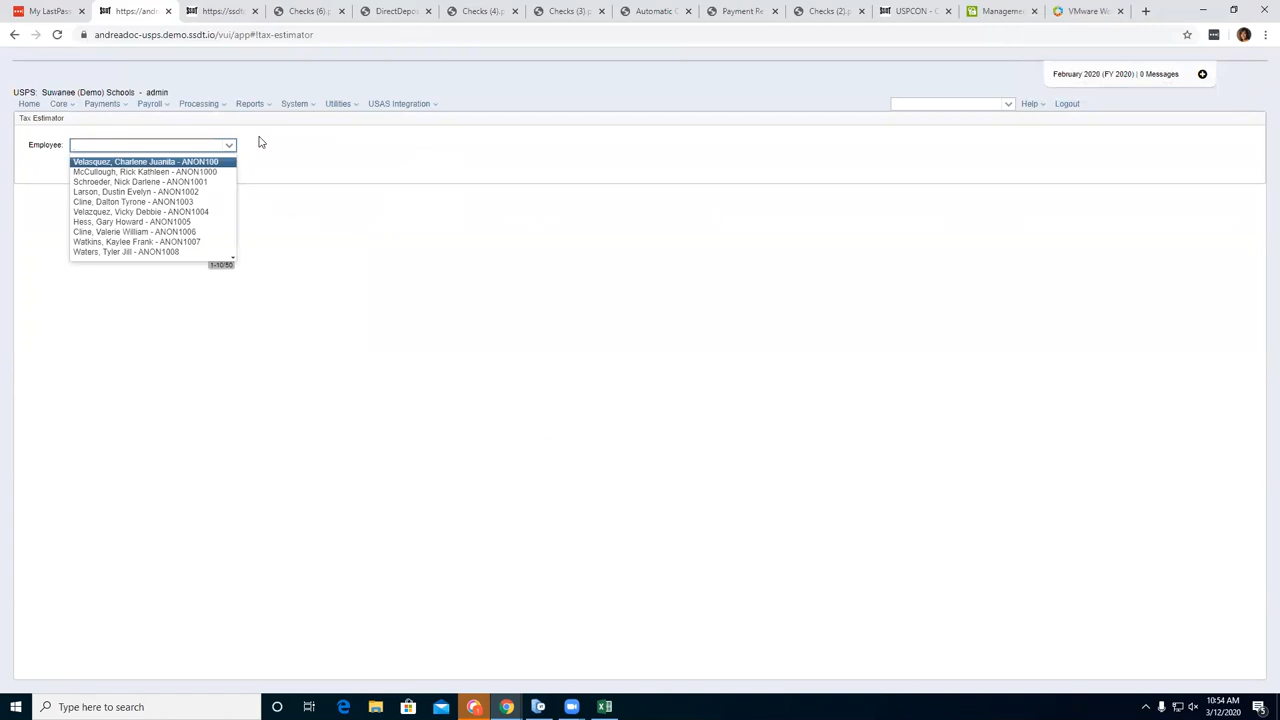 My LastPass
https://andre
https://ssdt
Checks (6).p
DirectDepos
Checks (4).p
Checks (3).p
Automatic C
Payment Re
Checks (2).p
USPCON - C
Management
VMware Wo
andreadoc-usps.demo.ssdt.io/vui/app#!tax-estimator
February 2020 (FY 2020) | 0 Messages
USPS: Suwanee (Demo) Schools - admin
Home Core Payments Payroll Processing Reports System Utilities USAS Integration Help Logout
Tax Estimator
Employee:
Velasquez, Charlene Juanita - ANON100
McCullough, Rick Kathleen - ANON1000
Schroeder, Nick Darlene - ANON1001
Larson, Dustin Evelyn - ANON1002
Cline, Dalton Tyrone - ANON1003
Velazquez, Vicky Debbie - ANON1004
Hess, Gary Howard - ANON1005
Cline, Valerie William - ANON1006
Watkins, Kaylee Frank - ANON1007
Waters, Tyler Jill - ANON1008
1-10/50
Type here to search
10:54 AM
3/12/2020
5